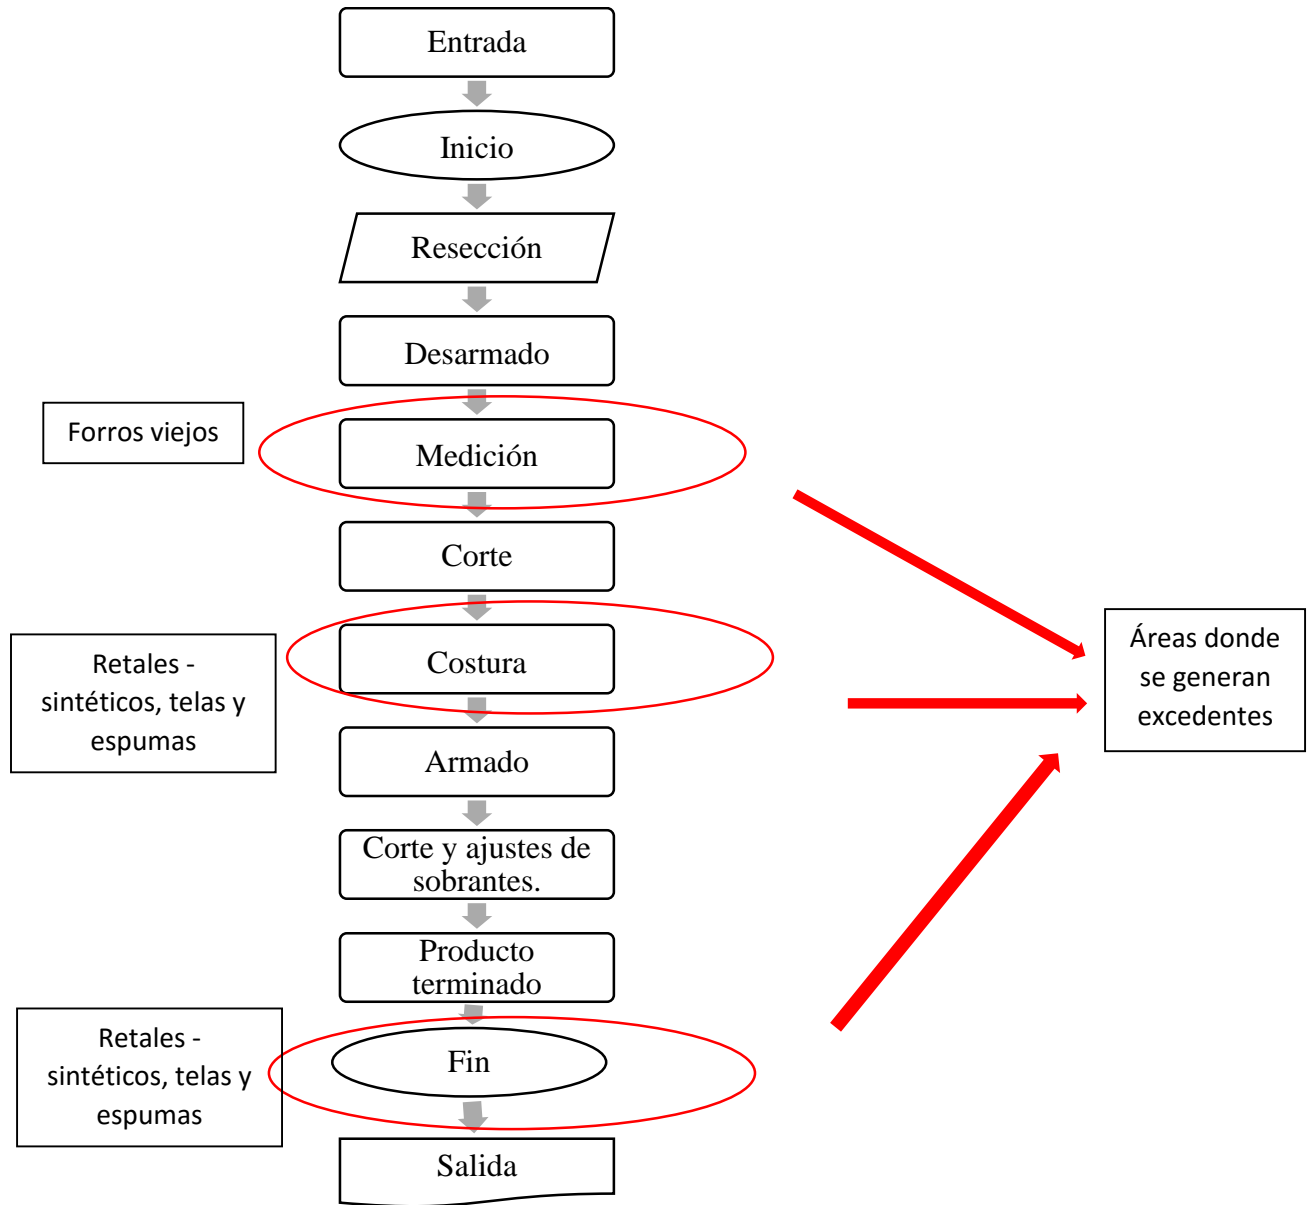 Entrada
Inicio
Resección
Desarmado
Forros viejos
Medición
Corte
Retales -
sintéticos, telas y
espumas
Costura
Áreas donde
se generan
excedentes
Armado
Corte y ajustes de
sobrantes.
Producto
terminado
Retales -
sintéticos, telas y
espumas
Fin
Salida